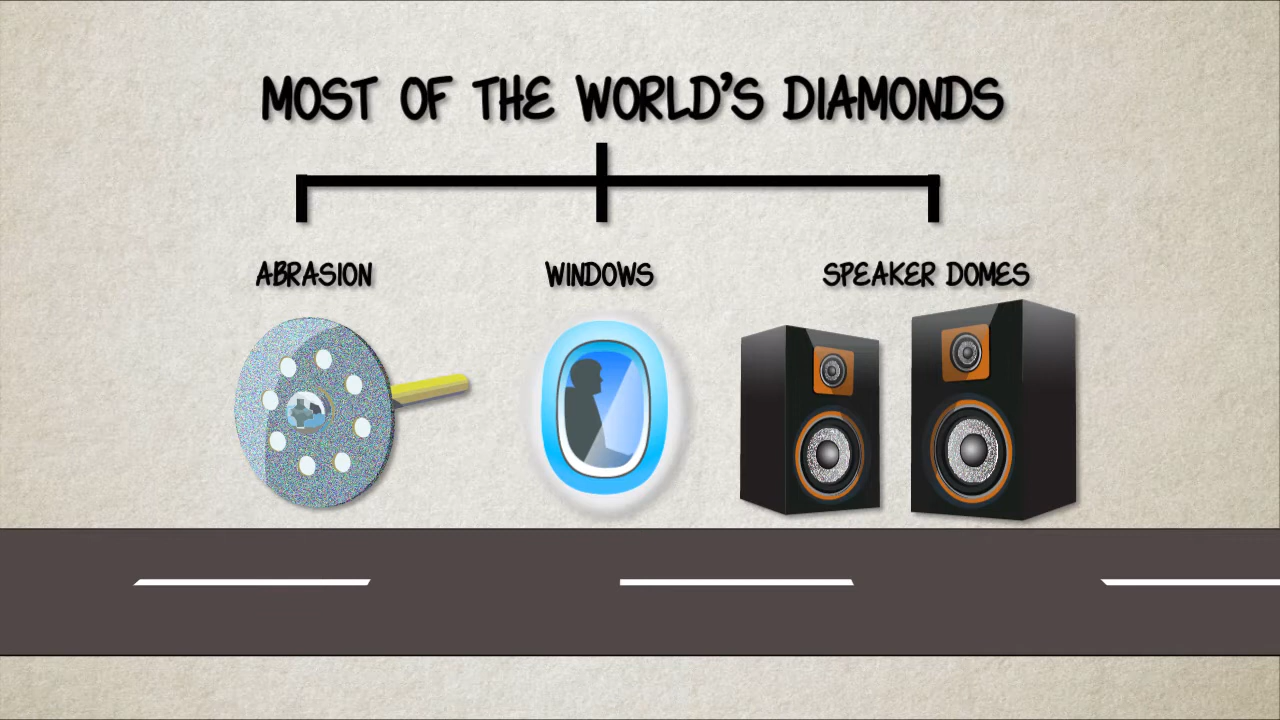 MOST OF THE WORLD'S DIAMONDS
ABRASION
WINDOWS
SPEAKER DOMES